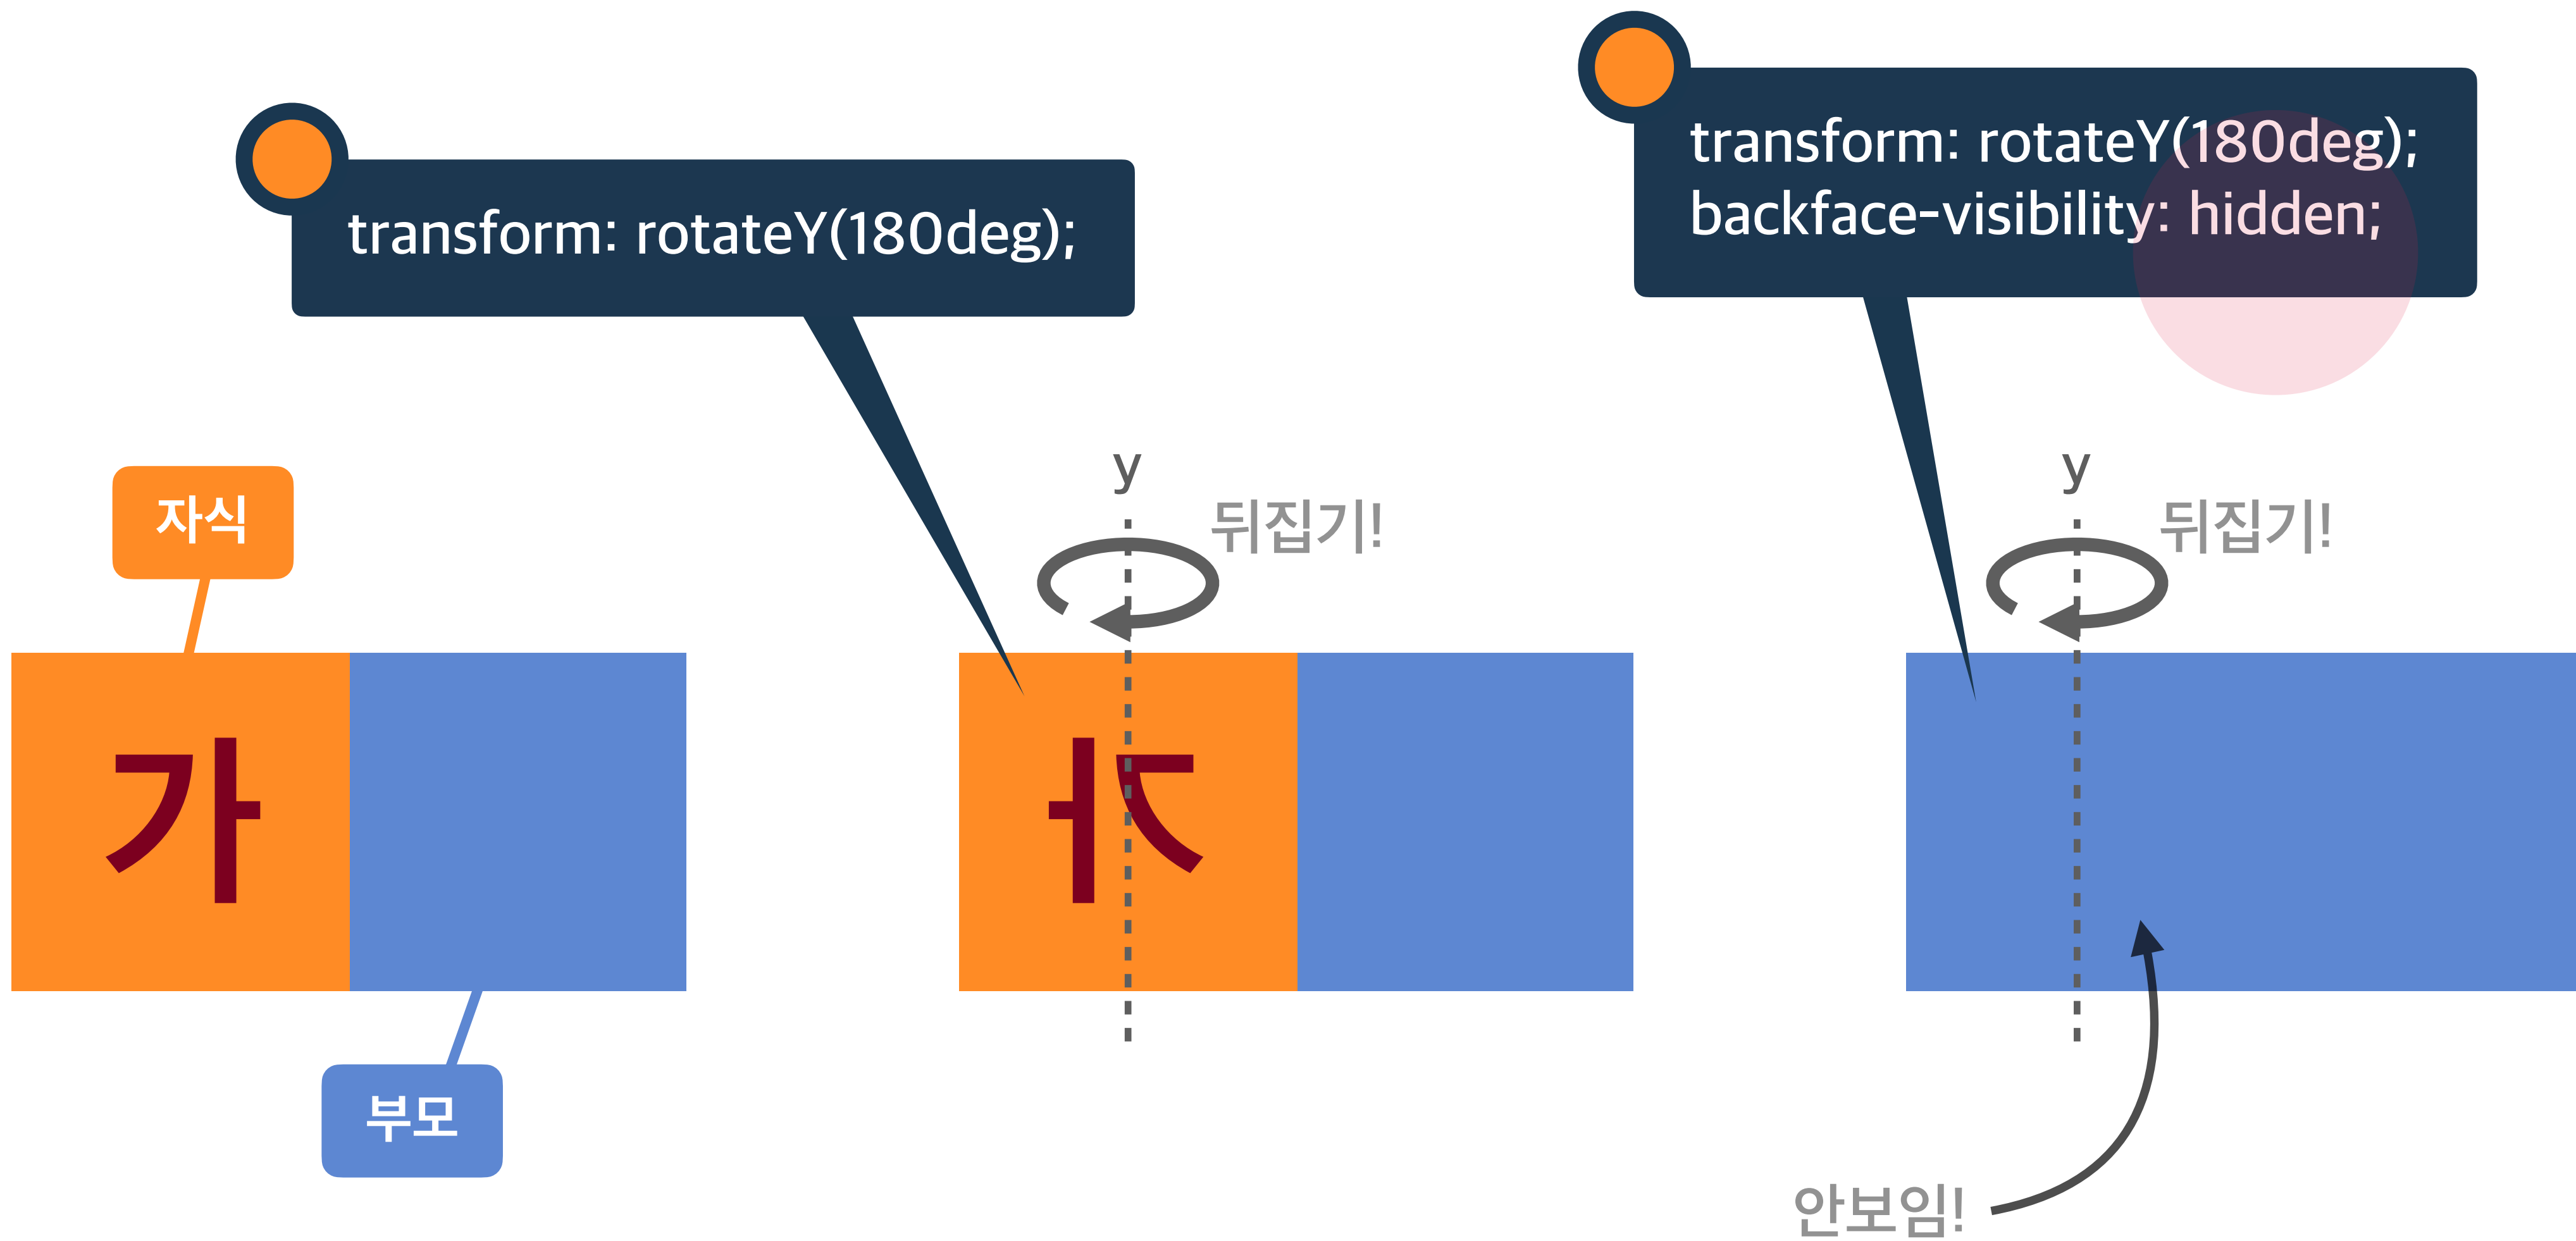 transform: rotateY(180deg);
transform: rotateY(180deg);
backface-visibility: hidden;
자식
y
뒤집기!
y
뒤집기!
가
가
부모
안보임!